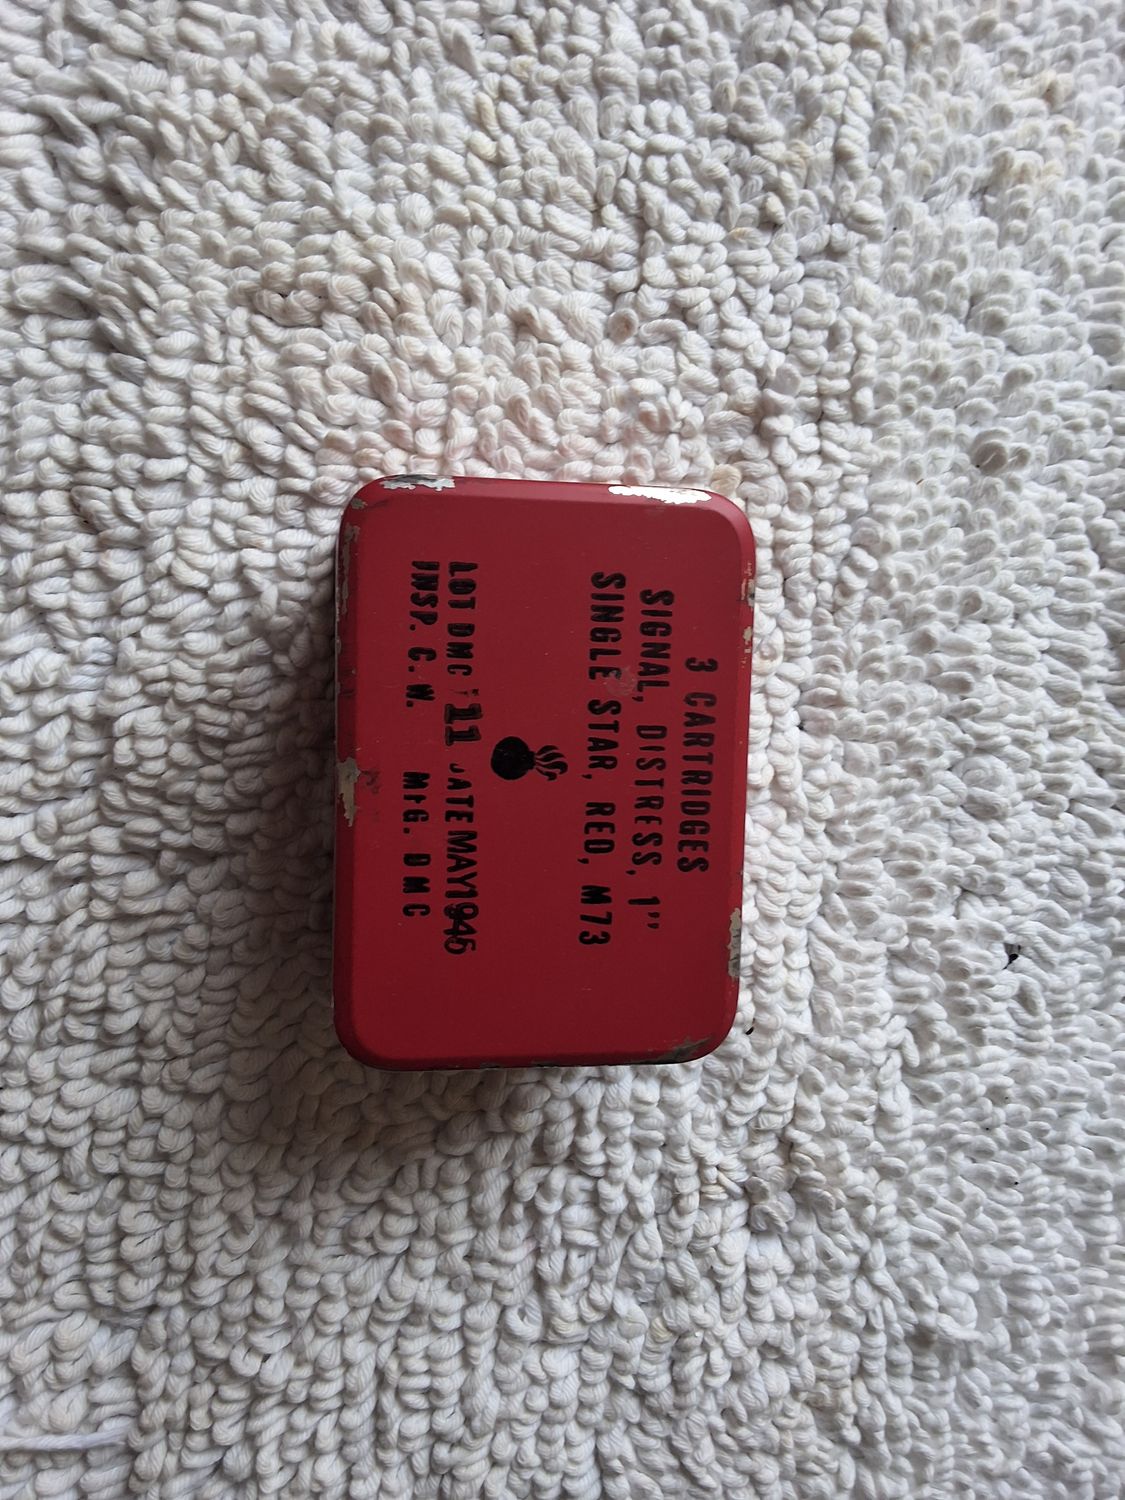 3 CARTRIDGES
SIGNAL, DISTRESS, 1"
SINGLE STAR, RED, M73
LOT DMC 11 DATE MAY 1945
INSP. C.W. MFG. DMC